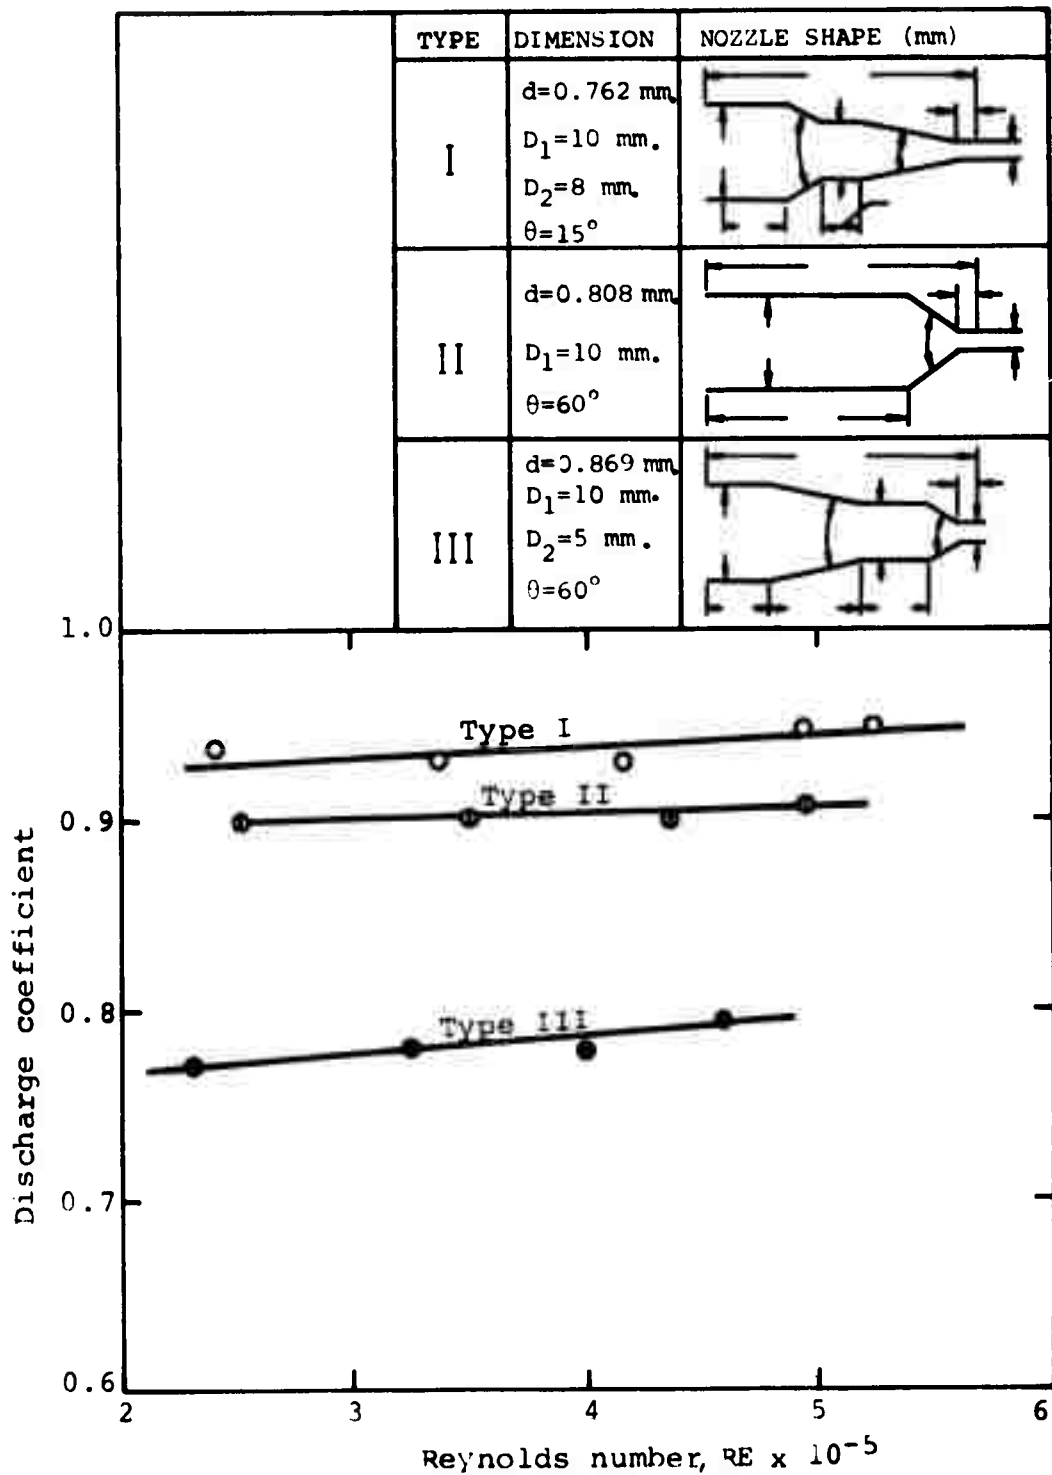 TYPE DIMENSION NOZZLE SHAPE (mm)
I
d=0.762 mm.
D₁=10 mm.
D₂=8 mm.
θ=15°
II
d=0.808 mm.
D₁=10 mm.
θ=60°
III
d=0.869 mm.
D₁=10 mm.
D₂=5 mm.
θ=60°
1.0
0.9
0.8
0.7
0.6
Discharge coefficient
Type I
Type II
Type III
2 3 4 5 6
Reynolds number, RE x 10⁻⁵